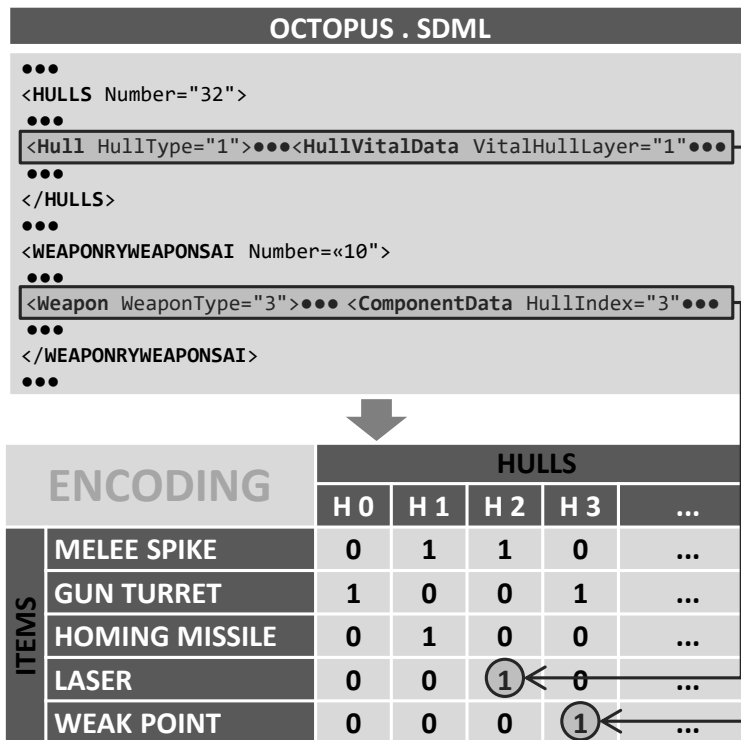 OCTOPUS . SDML
●●●
<HULLS Number="32">
●●●
<Hull HullType="1">●●●<HullVitalData VitalHullLayer="1"●●●
●●●
</HULLS>
●●●
<WEAPONRYWEAPONSAI Number=«10">
●●●
<Weapon WeaponType="3">●●● <ComponentData HullIndex="3"●●●
●●●
</WEAPONRYWEAPONSAI>
●●●
ENCODING
HULLS
H 0 H 1 H 2 H 3 ...
ITEMS
MELEE SPIKE 0 1 1 0 ...
GUN TURRET 1 0 0 1 ...
HOMING MISSILE 0 1 0 0 ...
LASER 0 0 1 0 ...
WEAK POINT 0 0 0 1 ...